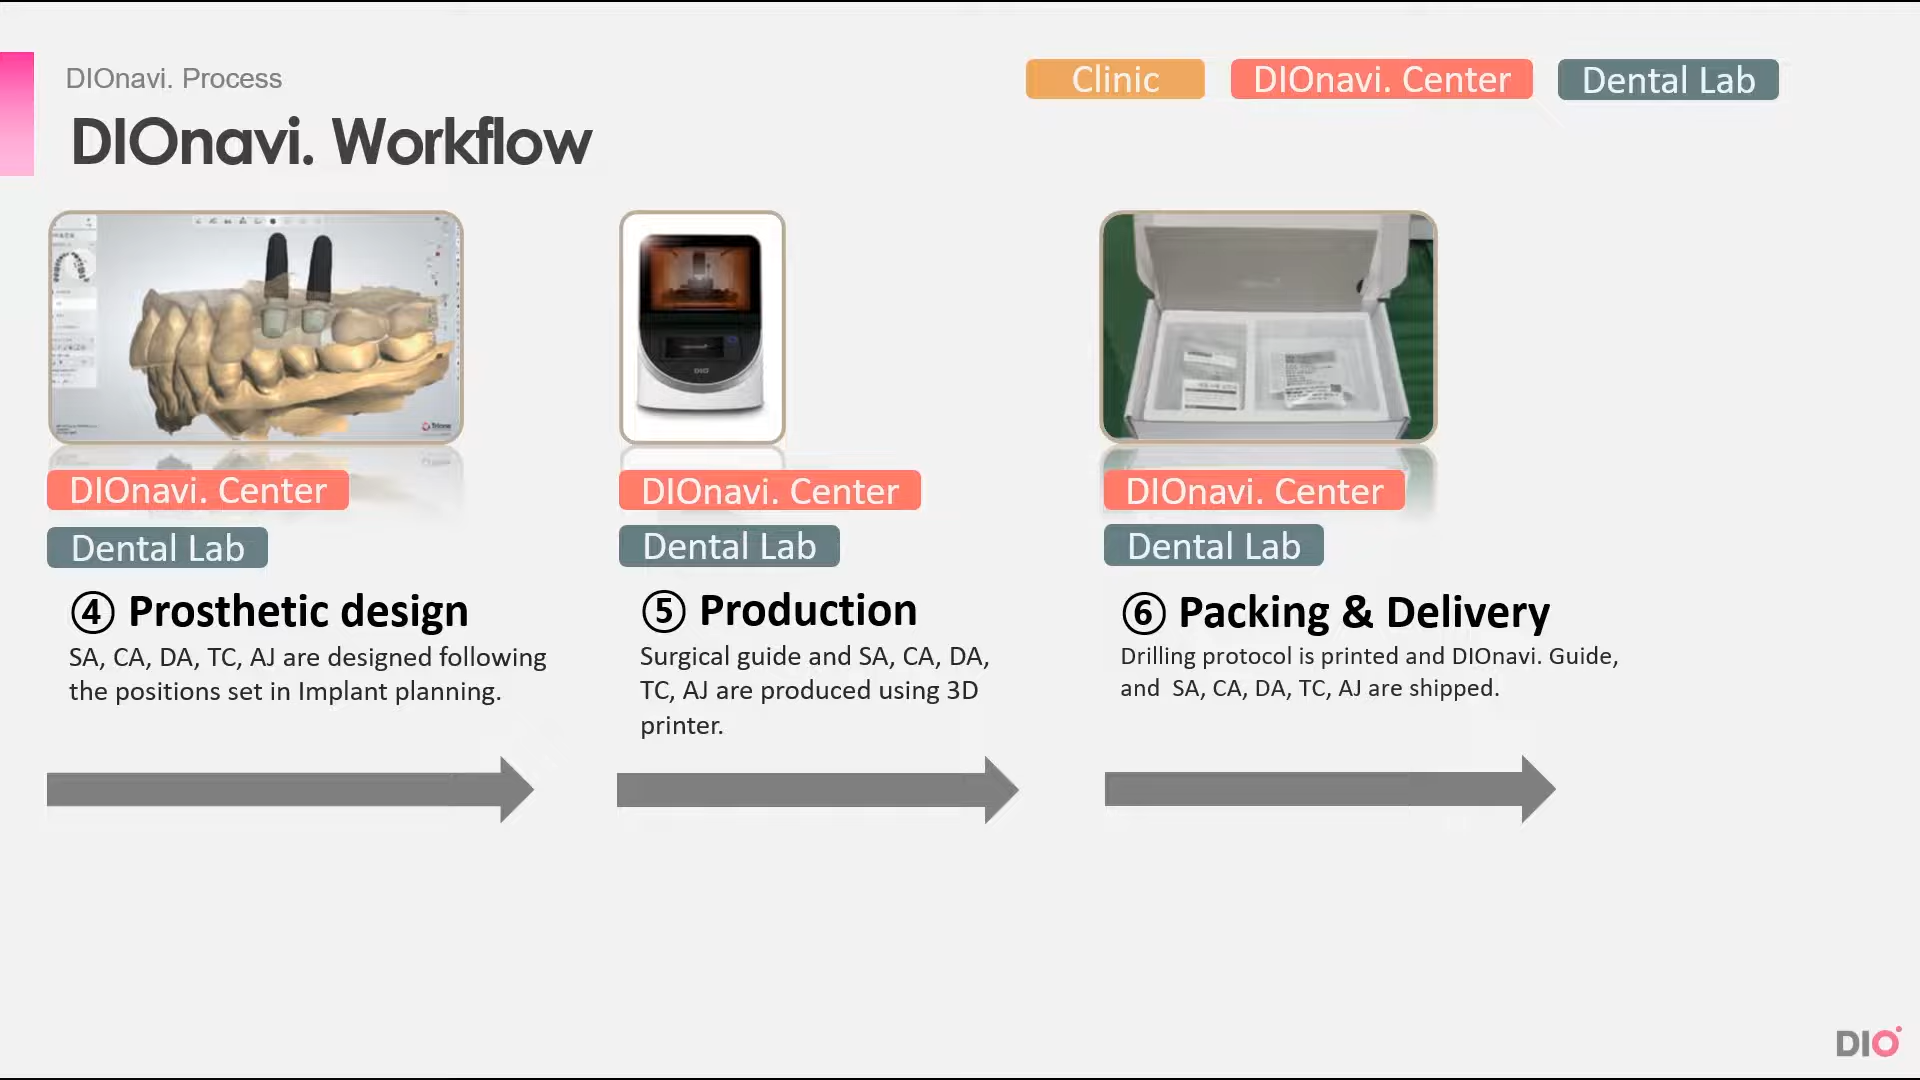 DIOnavi. Process
Clinic
DIOnavi. Center
Dental Lab
DIOnavi. Workflow
Trione
DIO
DIOnavi. Center
Dental Lab
④ Prosthetic design
SA, CA, DA, TC, AJ are designed following
the positions set in Implant planning.
DIOnavi. Center
Dental Lab
⑤ Production
Surgical guide and SA, CA, DA,
TC, AJ are produced using 3D
printer.
DIOnavi. Center
Dental Lab
⑥ Packing & Delivery
Drilling protocol is printed and DIOnavi. Guide,
and  SA, CA, DA, TC, AJ are shipped.
DIO